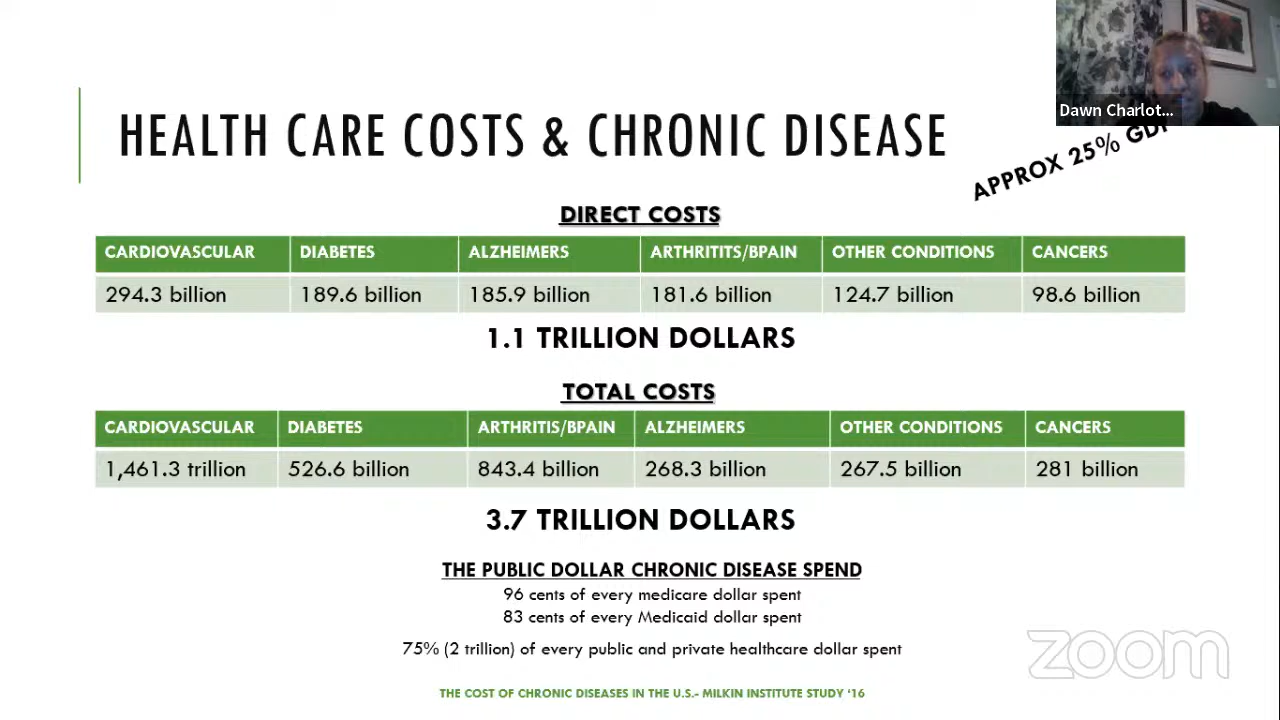 Dawn Charlot...
HEALTH CARE COSTS & CHRONIC DISEASE
APPROX 25% GDP
DIRECT COSTS
CARDIOVASCULAR DIABETES ALZHEIMERS ARTHRITITS/BPAIN OTHER CONDITIONS CANCERS
294.3 billion 189.6 billion 185.9 billion 181.6 billion 124.7 billion 98.6 billion
1.1 TRILLION DOLLARS
TOTAL COSTS
CARDIOVASCULAR DIABETES ARTHRITIS/BPAIN ALZHEIMERS OTHER CONDITIONS CANCERS
1,461.3 trillion 526.6 billion 843.4 billion 268.3 billion 267.5 billion 281 billion
3.7 TRILLION DOLLARS
THE PUBLIC DOLLAR CHRONIC DISEASE SPEND
96 cents of every medicare dollar spent
83 cents of every Medicaid dollar spent
75% (2 trillion) of every public and private healthcare dollar spent
zoom
THE COST OF CHRONIC DISEASES IN THE U.S.- MILKIN INSTITUTE STUDY ‘16